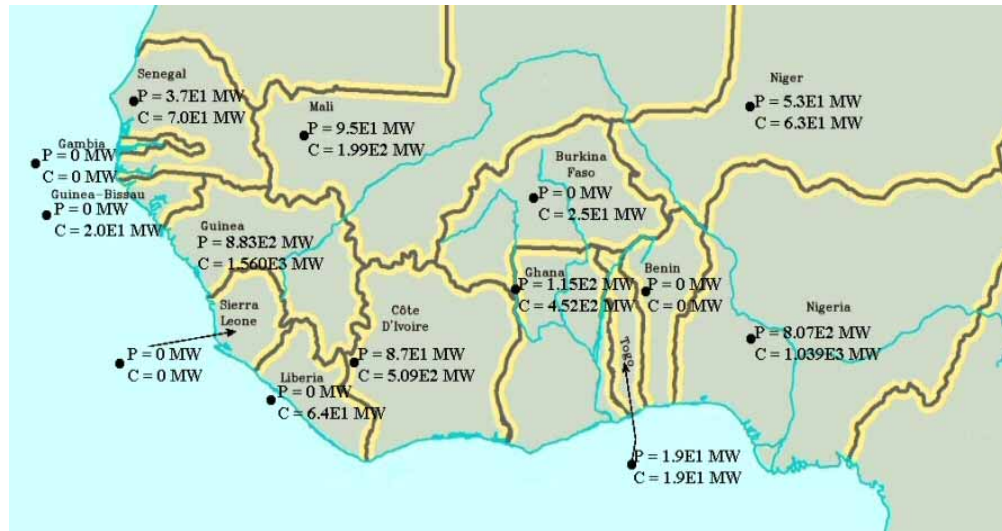 Senegal
P = 3.7E1 MW
C = 7.0E1 MW
Mali
P = 9.5E1 MW
C = 1.99E2 MW
Niger
P = 5.3E1 MW
C = 6.3E1 MW
Gambia
P = 0 MW
C = 0 MW
Guinea-Bissau
P = 0 MW
C = 2.0E1 MW
Burkina
Faso
P = 0 MW
C = 2.5E1 MW
Guinea
P = 8.83E2 MW
C = 1.560E3 MW
Ghana
P = 1.15E2 MW
C = 4.52E2 MW
Benin
P = 0 MW
C = 0 MW
Sierra
Leone
P = 0 MW
C = 0 MW
Côte
D'Ivoire
P = 8.7E1 MW
C = 5.09E2 MW
Nigeria
P = 8.07E2 MW
C = 1.039E3 MW
Liberia
P = 0 MW
C = 6.4E1 MW
Togo
P = 1.9E1 MW
C = 1.9E1 MW